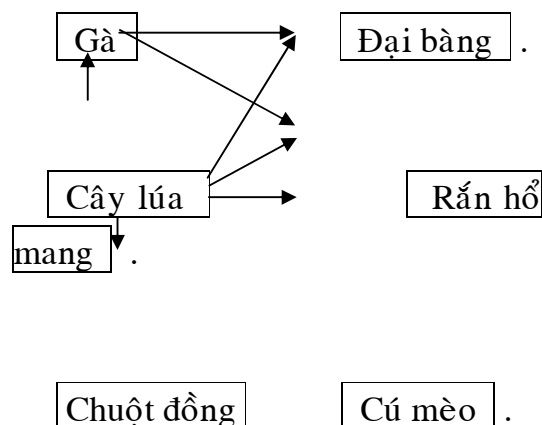 Gà Đại bàng .
Cây lúa Rắn hổ
mang .
Chuột đồng Cú mèo .